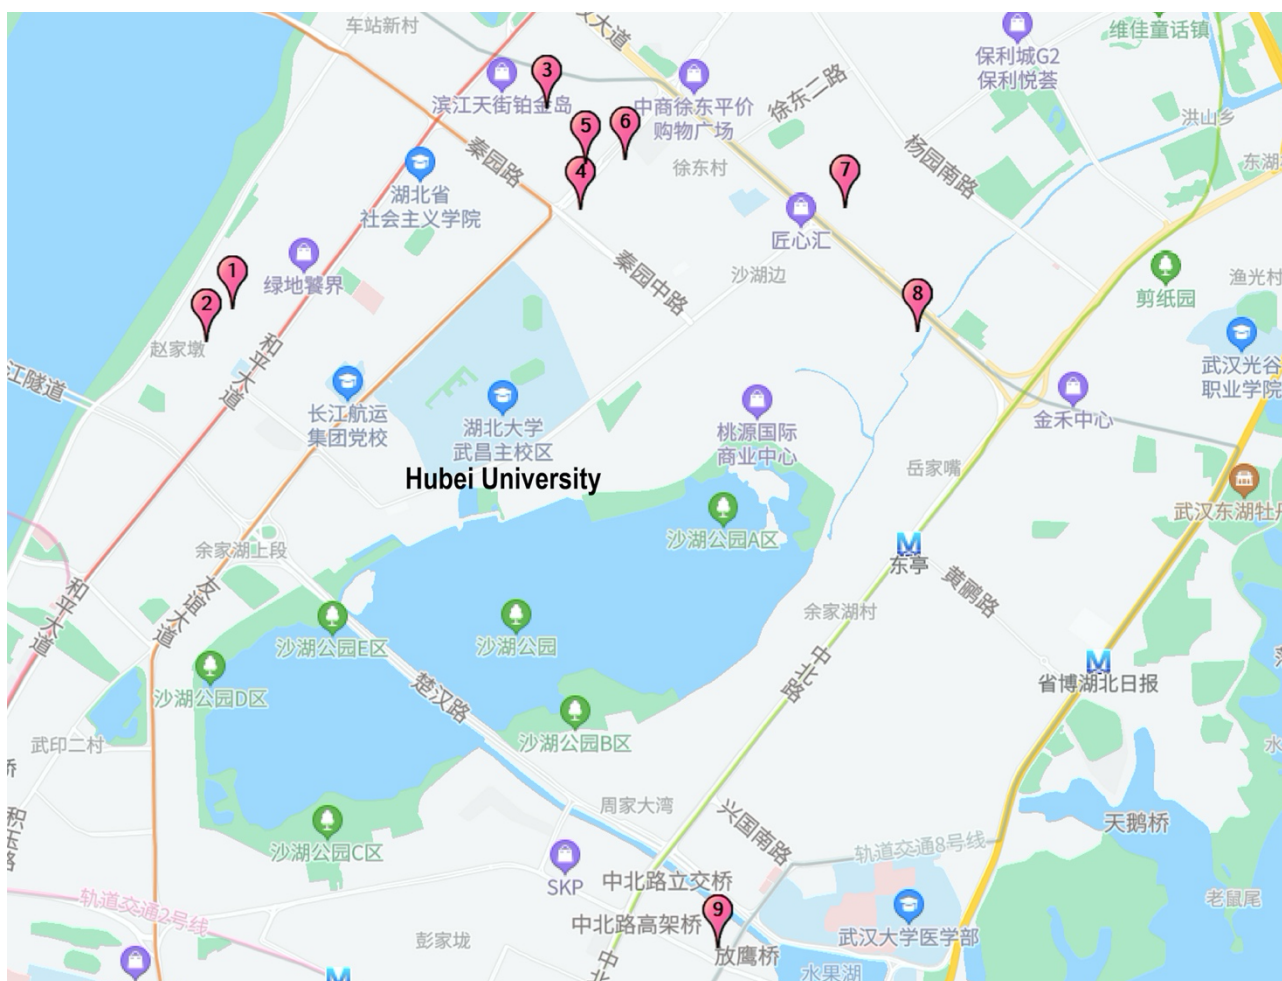 车站新村
友大道
保利城G2
保利悦荟
维佳童话镇
3
滨江天街铂金岛
中商徐东平价
购物广场
徐东二路
洪山乡
5
6
秦园路
4
徐东村
7
杨园南路
东湖
湖北省
社会主义学院
匠心汇
1
绿地饕界
秦园中路
沙湖边
8
剪纸园
渔光村
2
赵家墩
和平大道
江隧道
长江航运
集团党校
湖北大学
武昌主校区
Hubei University
桃源国际
商业中心
金禾中心
武汉光谷
职业学院
岳家嘴
沙湖公园A区
武汉东湖牡丹
余家湖上段
东亭
黄鹂路
和平大道
友谊大道
沙湖公园E区
沙湖公园
余家湖村
沙湖公园D区
楚汉路
中北路
省博湖北日报
武印二村
沙湖公园B区
桥
积玉路
周家大湾
兴国南路
天鹅桥
沙湖公园C区
轨道交通8号线
SKP
中北路立交桥
轨道交通2号线
9
中北路高架桥
武汉大学医学部
老鼠尾
彭家垅
放鹰桥
中北
水果湖